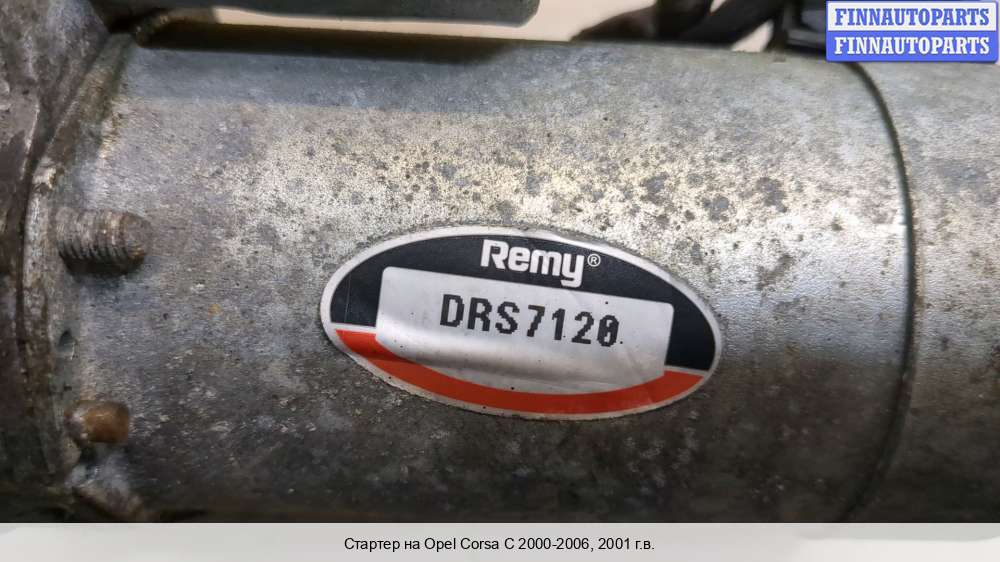 FINNAUTOPARTS
FINNAUTOPARTS
Remy®
DRS7120
Стартер на Opel Corsa C 2000-2006, 2001 г.в.